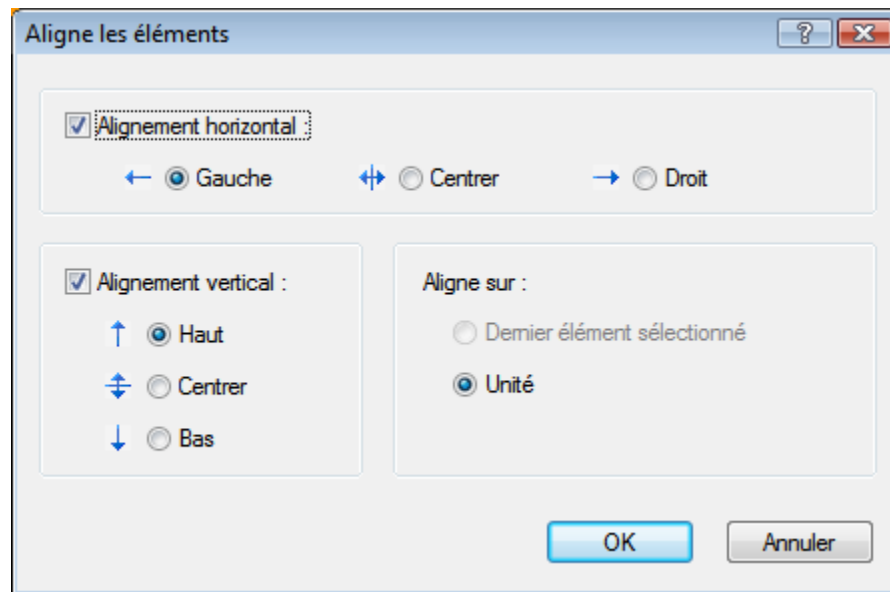 Aligne les éléments
Alignement horizontal :
Gauche Centrer Droit
Alignement vertical :
Haut
Centrer
Bas
Aligne sur :
Dernier élément sélectionné
Unité
OK Annuler